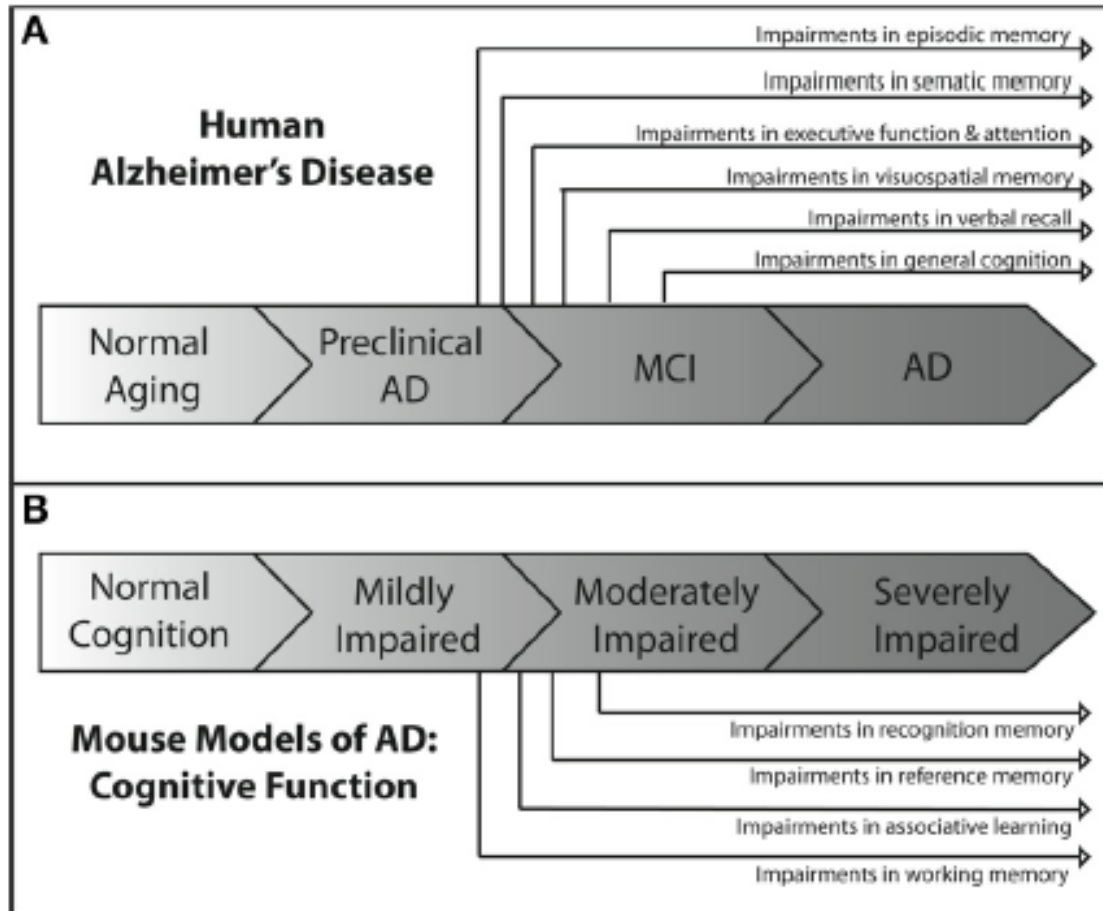 A
Impairments in episodic memory
Impairments in sematic memory
Human
Alzheimer's Disease
Impairments in executive function & attention
Impairments in visuospatial memory
Impairments in verbal recall
Impairments in general cognition
Normal
Aging
Preclinical
AD
MCI
AD
B
Normal
Cognition
Mildly
Impaired
Moderately
Impaired
Severely
Impaired
Mouse Models of AD:
Cognitive Function
Impairments in recognition memory
Impairments in reference memory
Impairments in associative learning
Impairments in working memory